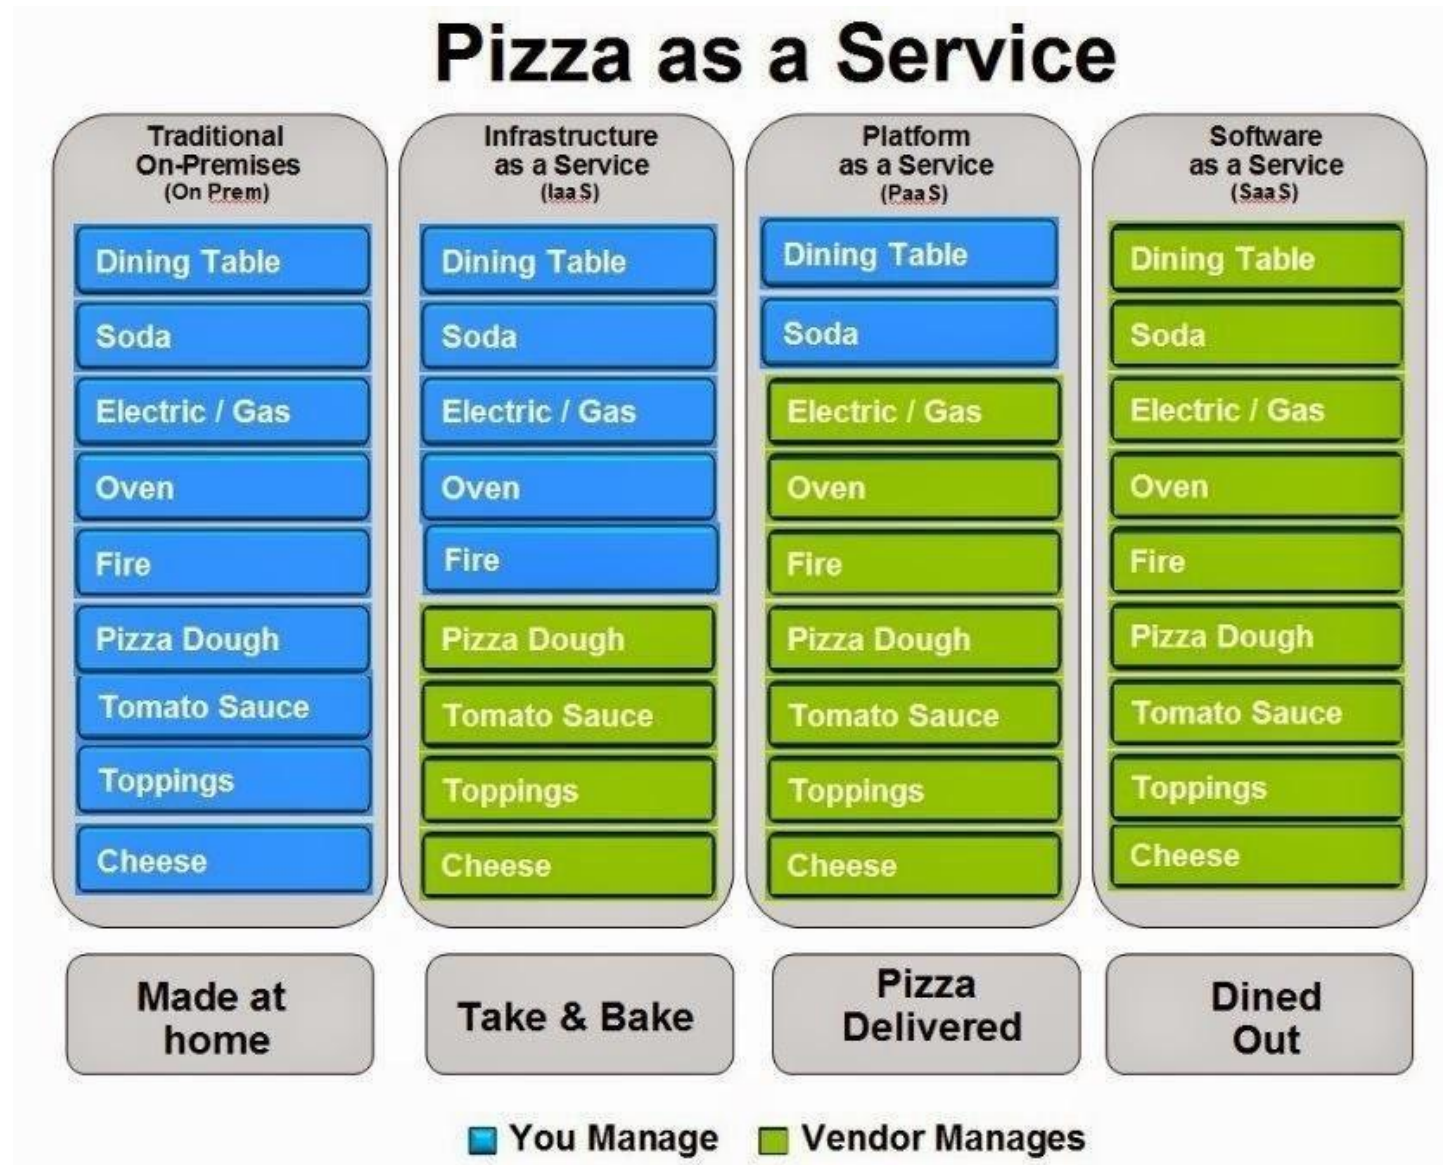 Pizza as a Service
Traditional
On-Premises
(On Prem)
Dining Table
Soda
Electric / Gas
Oven
Fire
Pizza Dough
Tomato Sauce
Toppings
Cheese
Made at
home
Infrastructure
as a Service
(IaaS)
Dining Table
Soda
Electric / Gas
Oven
Fire
Pizza Dough
Tomato Sauce
Toppings
Cheese
Take & Bake
Platform
as a Service
(PaaS)
Dining Table
Soda
Electric / Gas
Oven
Fire
Pizza Dough
Tomato Sauce
Toppings
Cheese
Pizza
Delivered
Software
as a Service
(SaaS)
Dining Table
Soda
Electric / Gas
Oven
Fire
Pizza Dough
Tomato Sauce
Toppings
Cheese
Dined
Out
You Manage
Vendor Manages